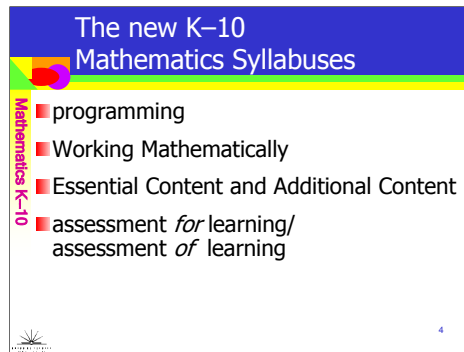 The new K–10
Mathematics Syllabuses
Mathematics K–10
programming
Working Mathematically
Essential Content and Additional Content
assessment for learning/
assessment of learning
4